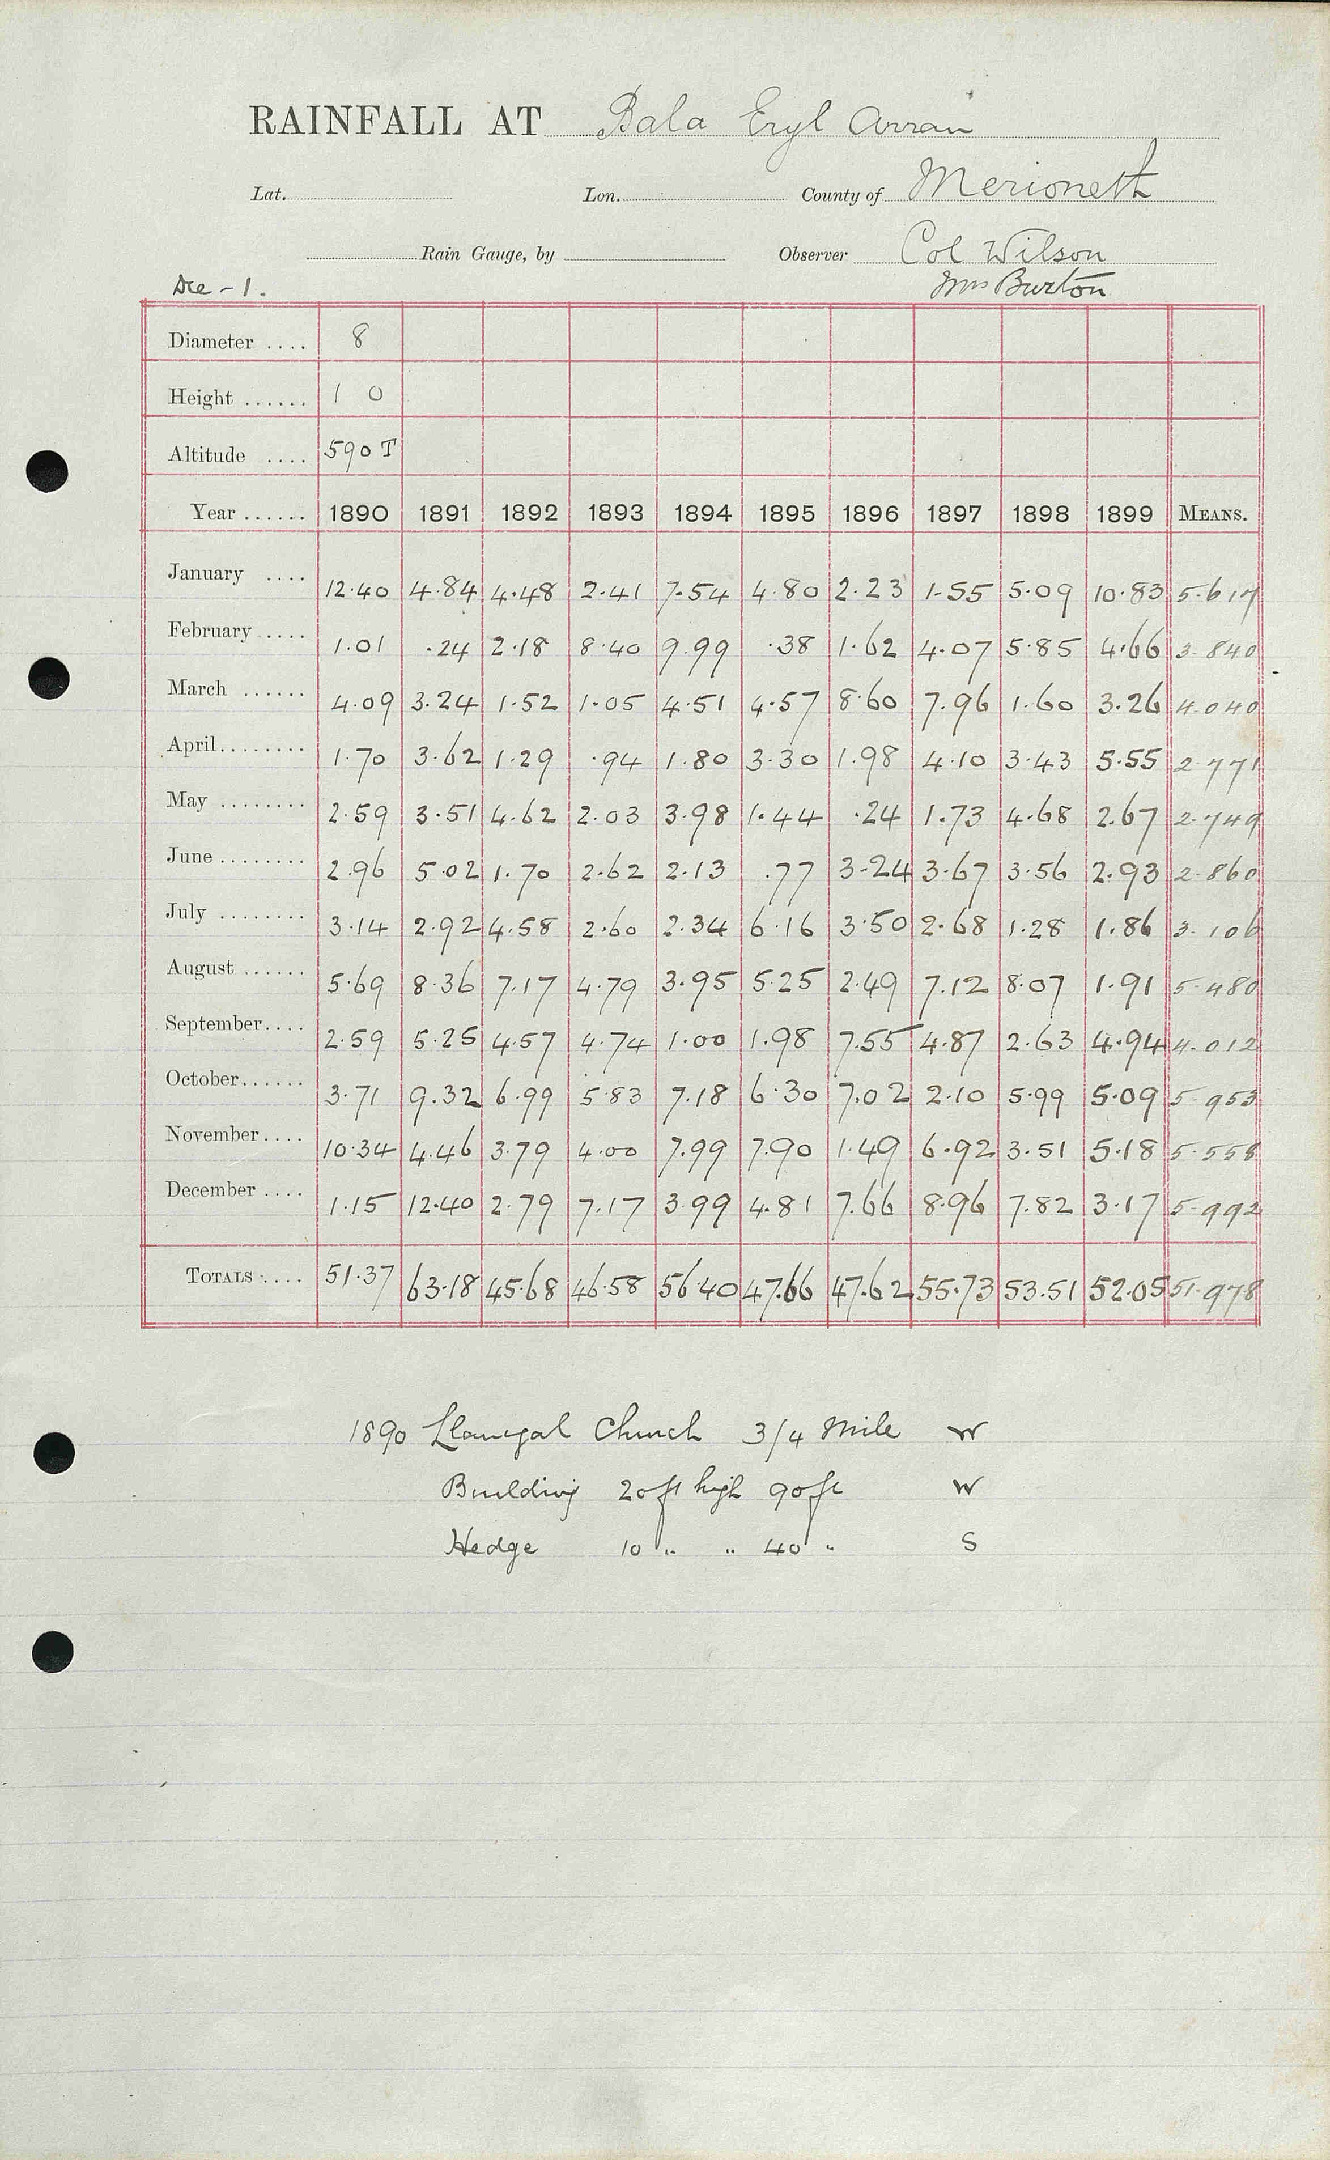 RAINFALL AT Bala Eryl Arran
Lat. Lon. County of Merioneth
Rain Gauge, by Observer Col Wilson
Dee - 1. Mrs Burton
Diameter .... 8
Height ...... 1 0
Altitude .... 590 T
Year ...... 1890 1891 1892 1893 1894 1895 1896 1897 1898 1899 MEANS.
January .... 12.40 4.84 4.48 2.41 7.54 4.80 2.23 1.55 5.09 10.83 5.617
February ..... 1.01 .24 2.18 8.40 9.99 .38 1.62 4.07 5.85 4.66 3.840
March ...... 4.09 3.24 1.52 1.05 4.51 4.57 8.60 7.96 1.60 3.26 4.040
April ........ 1.70 3.62 1.29 .94 1.80 3.30 1.98 4.10 3.43 5.55 2.771
May ........ 2.59 3.51 4.62 2.03 3.98 1.44 .24 1.73 4.68 2.67 2.749
June ........ 2.96 5.02 1.70 2.62 2.13 .77 3.24 3.67 3.56 2.93 2.860
July ........ 3.14 2.92 4.58 2.60 2.34 6.16 3.50 2.68 1.28 1.86 3.106
August ...... 5.69 8.36 7.17 4.79 3.95 5.25 2.49 7.12 8.07 1.91 5.480
September .... 2.59 5.25 4.57 4.74 1.00 1.98 7.55 4.87 2.63 4.94 4.012
October ...... 3.71 9.32 6.99 5.83 7.18 6.30 7.02 2.10 5.99 5.09 5.953
November .... 10.34 4.46 3.79 4.00 7.99 7.90 1.49 6.92 3.51 5.18 5.558
December .... 1.15 12.40 2.79 7.17 3.99 4.81 7.66 8.96 7.82 3.17 5.992
TOTALS .... 51.37 63.18 45.68 46.58 56.40 47.66 47.62 55.73 53.51 52.05 51.978
1890 Church 3/4 Mile W
Building 20ft high 90ft W
Hedge 10 " " 40 " S